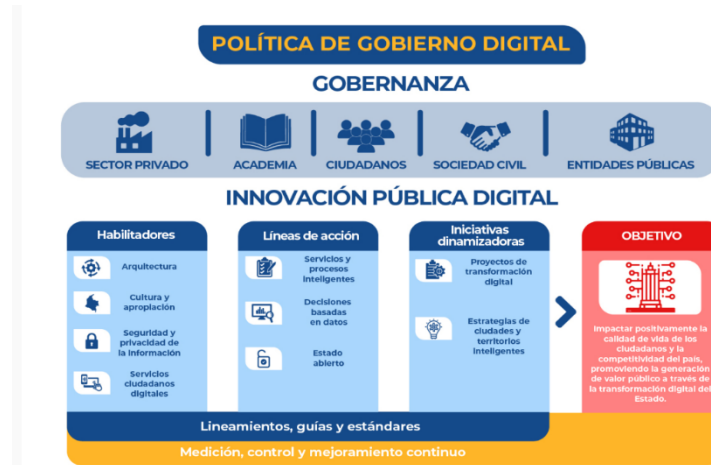 POLÍTICA DE GOBIERNO DIGITAL
GOBERNANZA
SECTOR PRIVADO
ACADEMIA
CIUDADANOS
SOCIEDAD CIVIL
ENTIDADES PÚBLICAS
INNOVACIÓN PÚBLICA DIGITAL
Habilitadores
Arquitectura
Cultura y
apropiación
Seguridad y
privacidad de
la Información
Servicios
ciudadanos
digitales
Líneas de acción
Servicios y
procesos
inteligentes
Decisiones
basadas
en datos
Estado
abierto
Iniciativas
dinamizadoras
Proyectos de
transformación
digital
Estrategias de
ciudades y
territorios
inteligentes
OBJETIVO
Impactar positivamente la
calidad de vida de los
ciudadanos y la
competitividad del país,
promoviendo la generación
de valor público a través de
la transformación digital del
Estado.
Lineamientos, guías y estándares
Medición, control y mejoramiento continuo